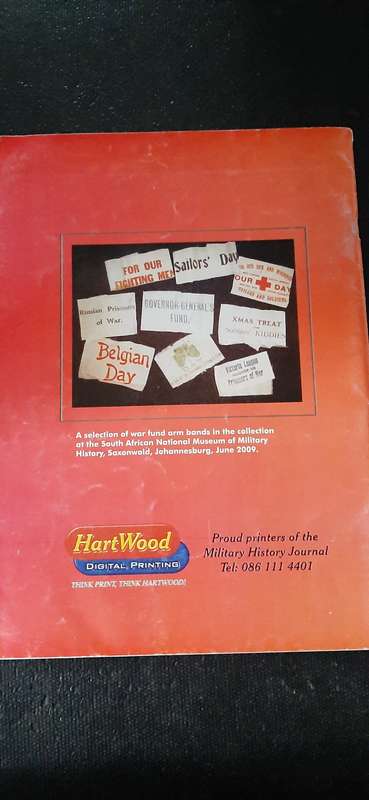 FOR OUR
FIGHTING MEN
Sailors' Day
OUR DAY
Russian Prisoners
of War.
GOVERNOR-GENERAL'S
FUND.
XMAS TREAT
KIDDIES
Belgian
Day
Victoria League
Prisoners of War
A selection of war fund arm bands in the collection
at the South African National Museum of Military
History, Saxonwold, Johannesburg, June 2009.
HartWood
DIGITAL PRINTING
THINK PRINT, THINK HARTWOOD!
Proud printers of the
Military History Journal
Tel: 086 111 4401